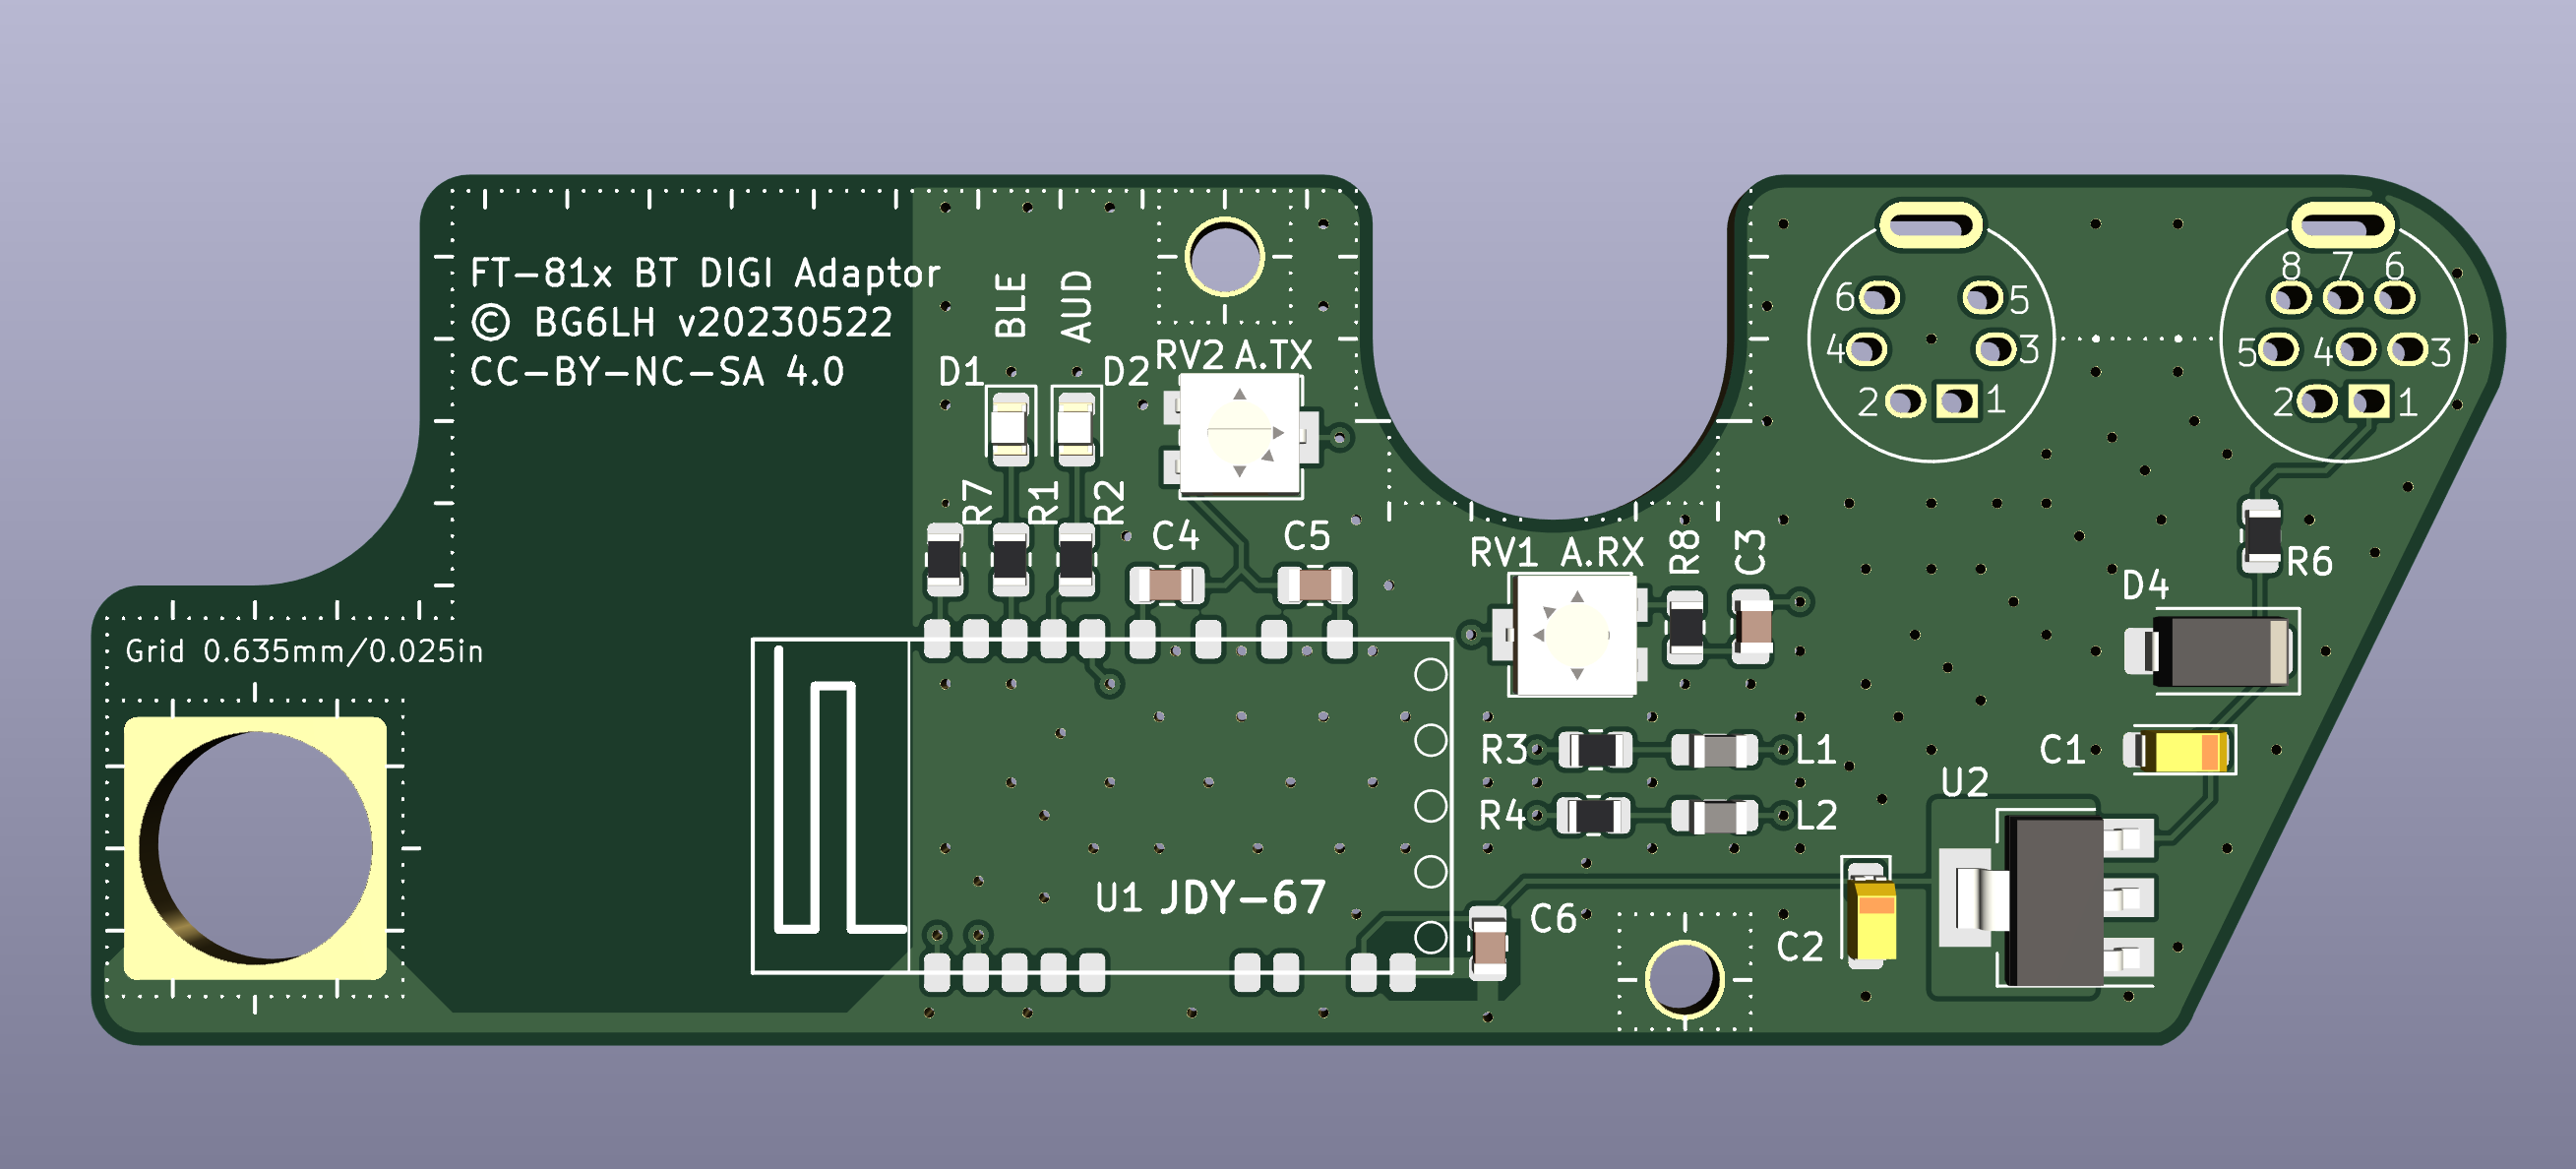 FT-81x BT DIGI Adaptor
© BG6LH v20230522
CC-BY-NC-SA 4.0
BLE
AUD
D1
D2
RV2 A.TX
R7
R1
R2
C4
C5
RV1 A.RX
R8
C3
6
5
4
3
2
1
8 7 6
5 4 3
2
1
R6
D4
Grid 0.635mm/0.025in
R3
L1
C1
U2
R4
L2
U1 JDY-67
C6
C2